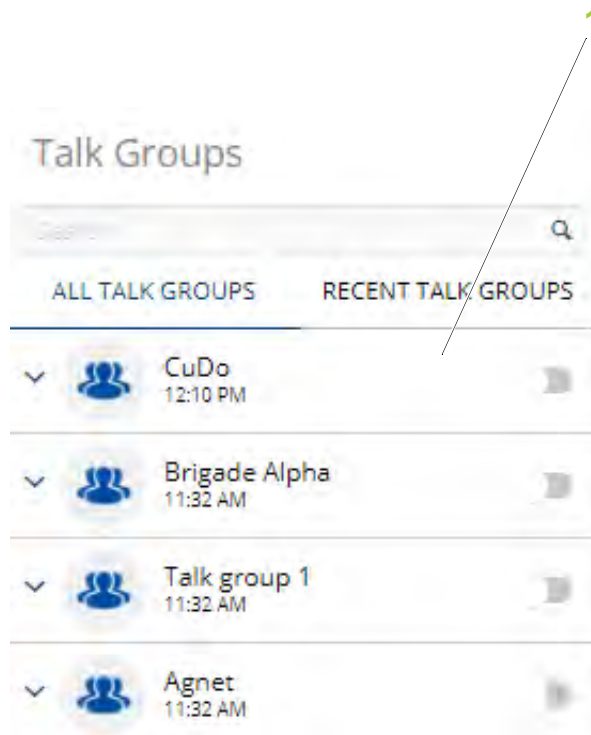 Talk Groups
ALL TALK GROUPS
RECENT TALK GROUPS
CuDo
12:10 PM
Brigade Alpha
11:32 AM
Talk group 1
11:32 AM
Agnet
11:32 AM